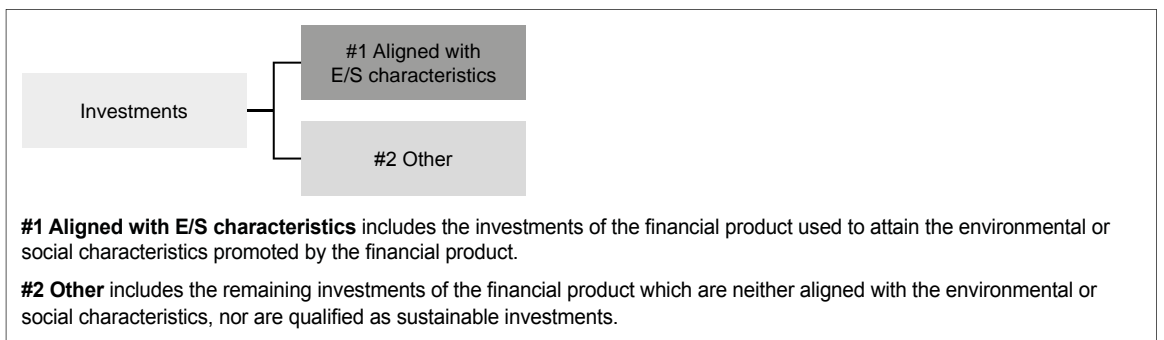 #1 Aligned with
E/S characteristics
Investments
#2 Other
#1 Aligned with E/S characteristics includes the investments of the financial product used to attain the environmental or
social characteristics promoted by the financial product.
#2 Other includes the remaining investments of the financial product which are neither aligned with the environmental or
social characteristics, nor are qualified as sustainable investments.